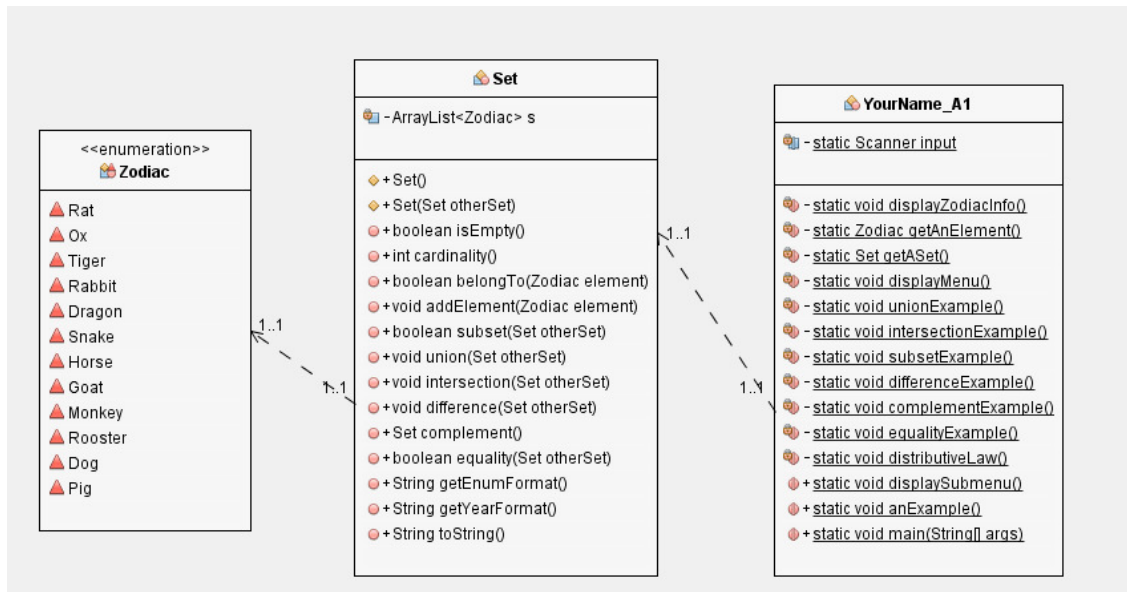 <<enumeration>>
Zodiac
Rat
Ox
Tiger
Rabbit
Dragon
Snake
Horse
Goat
Monkey
Rooster
Dog
Pig
1..1
1..1
Set
- ArrayList<Zodiac> s
+ Set()
+ Set(Set otherSet)
+ boolean isEmpty()
+ int cardinality()
+ boolean belongTo(Zodiac element)
+ void addElement(Zodiac element)
+ boolean subset(Set otherSet)
+ void union(Set otherSet)
+ void intersection(Set otherSet)
+ void difference(Set otherSet)
+ Set complement()
+ boolean equality(Set otherSet)
+ String getEnumFormat()
+ String getYearFormat()
+ String toString()
1..1
1..1
YourName_A1
- static Scanner input
- static void displayZodiacInfo()
- static Zodiac getAnElement()
- static Set getASet()
- static void displayMenu()
- static void unionExample()
- static void intersectionExample()
- static void subsetExample()
- static void differenceExample()
- static void complementExample()
- static void equalityExample()
- static void distributiveLaw()
+ static void displaySubmenu()
+ static void anExample()
+ static void main(String[] args)